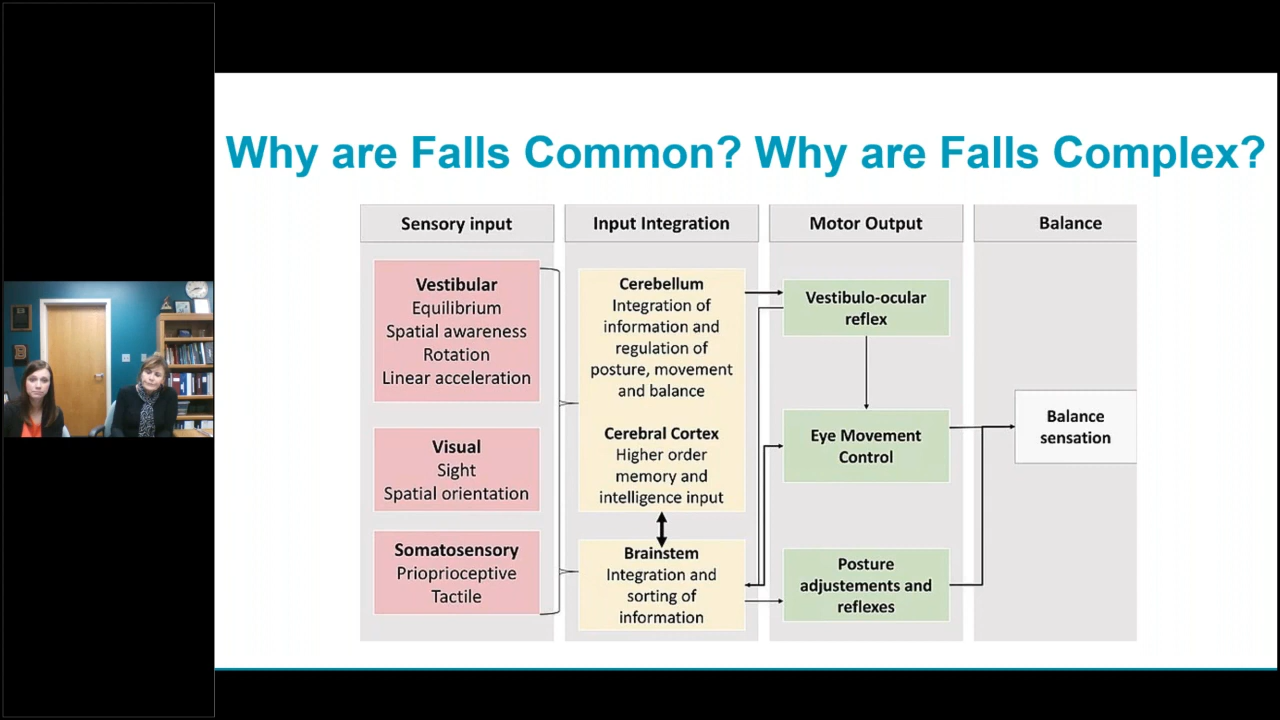 Why are Falls Common? Why are Falls Complex?
Sensory input
Vestibular
Equilibrium
Spatial awareness
Rotation
Linear acceleration
Visual
Sight
Spatial orientation
Somatosensory
Prioprioceptive
Tactile
Input Integration
Cerebellum
Integration of
information and
regulation of
posture, movement
and balance
Cerebral Cortex
Higher order
memory and
intelligence input
Brainstem
Integration and
sorting of
information
Motor Output
Vestibulo-ocular
reflex
Eye Movement
Control
Posture
adjustements and
reflexes
Balance
Balance
sensation